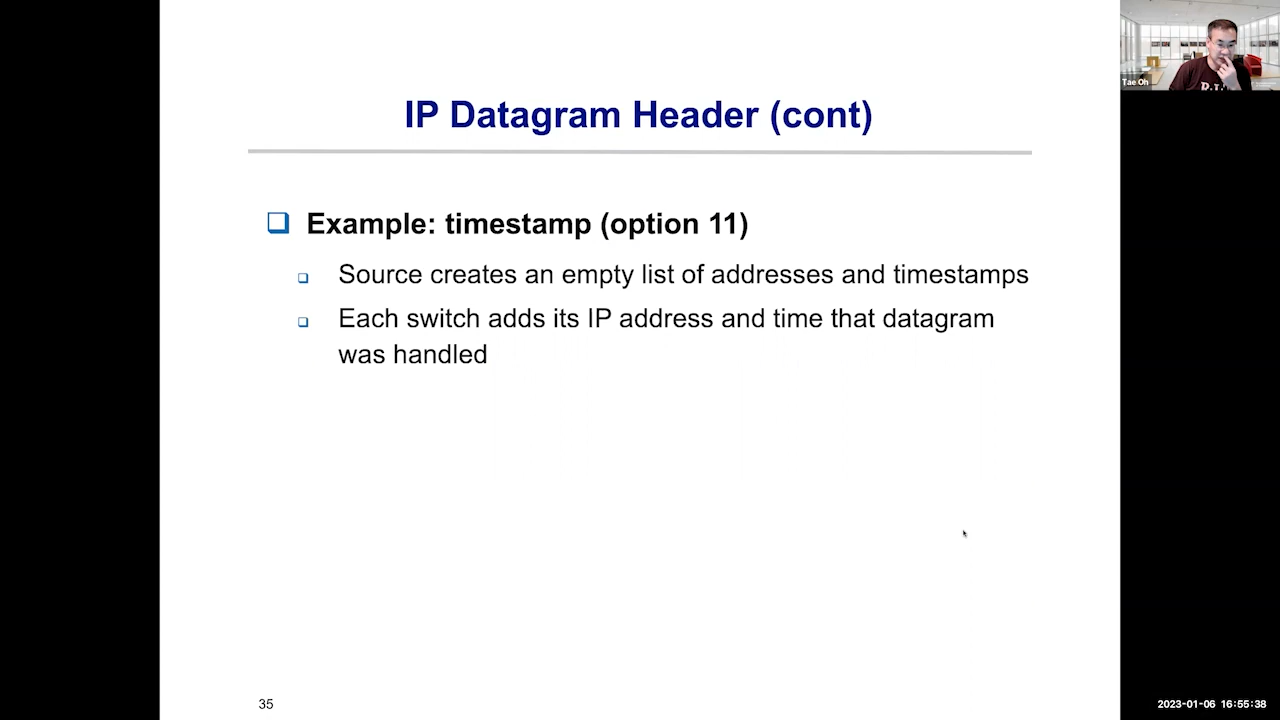 Tae Oh
IP Datagram Header (cont)
Example: timestamp (option 11)
Source creates an empty list of addresses and timestamps
Each switch adds its IP address and time that datagram
was handled
35
2023-01-06 16:55:38